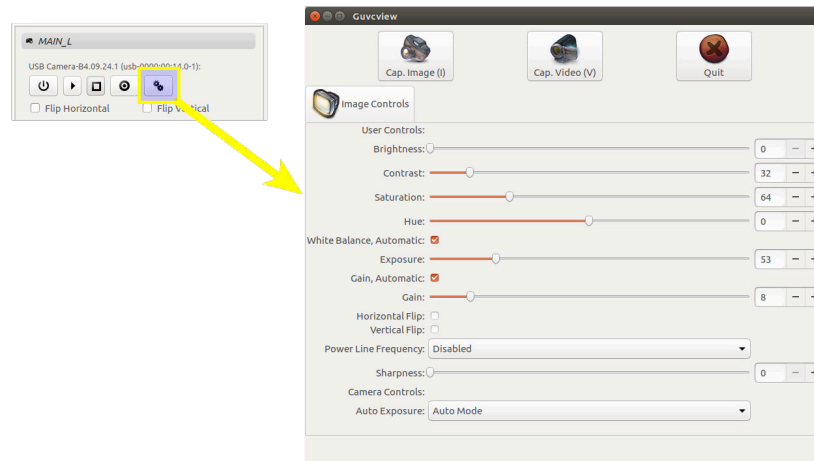 MAIN_L
USB Camera-B4.09.24.1 (usb-0000:00:14.0-1):
Flip Horizontal
Flip Vertical
Guvcview
Cap. Image (I)
Cap. Video (V)
Quit
Image Controls
User Controls:
Brightness: 0
Contrast: 32
Saturation: 64
Hue: 0
White Balance, Automatic:
Exposure: 53
Gain, Automatic:
Gain: 8
Horizontal Flip:
Vertical Flip:
Power Line Frequency: Disabled
Sharpness: 0
Camera Controls:
Auto Exposure: Auto Mode